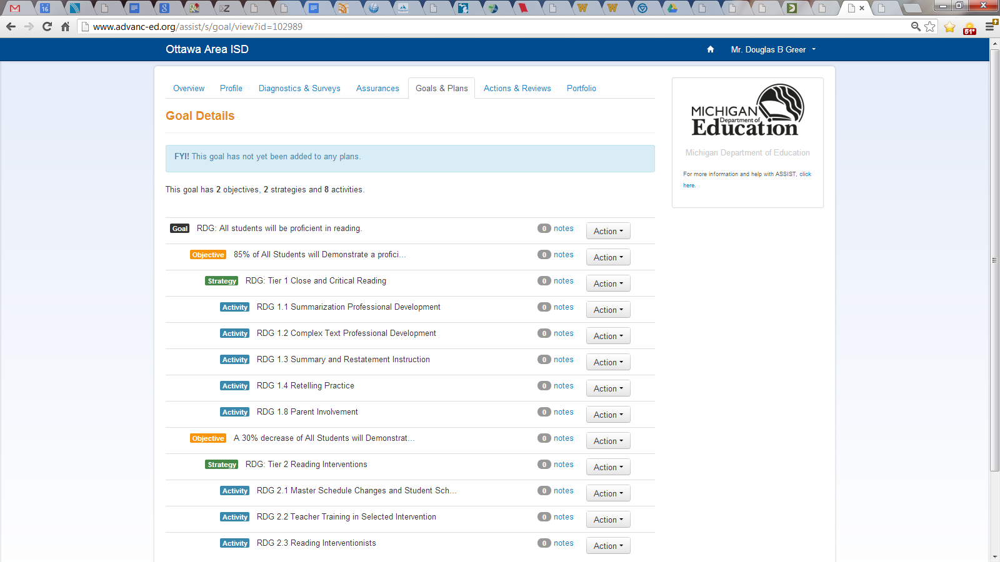 16
8
Z
W
W
www.advanc-ed.org/assist/s/goal/view?id=102989
51°
Ottawa Area ISD
Mr. Douglas B Greer
Overview Profile Diagnostics & Surveys Assurances Goals & Plans Actions & Reviews Portfolio
Goal Details
FYI! This goal has not yet been added to any plans.
This goal has 2 objectives, 2 strategies and 8 activities.
Goal RDG: All students will be proficient in reading. 0 notes Action
Objective 85% of All Students will Demonstrate a profici... 0 notes Action
Strategy RDG: Tier 1 Close and Critical Reading 0 notes Action
Activity RDG 1.1 Summarization Professional Development 0 notes Action
Activity RDG 1.2 Complex Text Professional Development 0 notes Action
Activity RDG 1.3 Summary and Restatement Instruction 0 notes Action
Activity RDG 1.4 Retelling Practice 0 notes Action
Activity RDG 1.8 Parent Involvement 0 notes Action
Objective A 30% decrease of All Students will Demonstrat... 0 notes Action
Strategy RDG: Tier 2 Reading Interventions 0 notes Action
Activity RDG 2.1 Master Schedule Changes and Student Sch... 0 notes Action
Activity RDG 2.2 Teacher Training in Selected Intervention 0 notes Action
Activity RDG 2.3 Reading Interventionists 0 notes Action
MICHIGAN
Department of
Education
Michigan Department of Education
For more information and help with ASSIST, click
here.